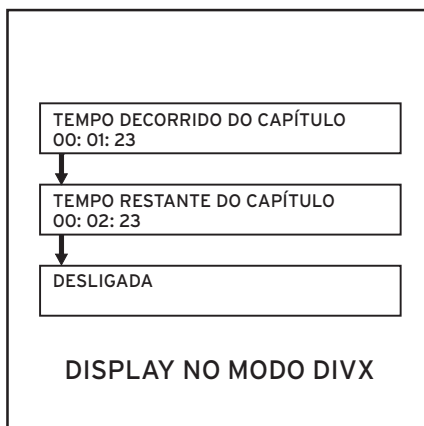 TEMPO DECORRIDO DO CAPÍTULO
00: 01: 23
TEMPO RESTANTE DO CAPÍTULO
00: 02: 23
DESLIGADA
DISPLAY NO MODO DIVX